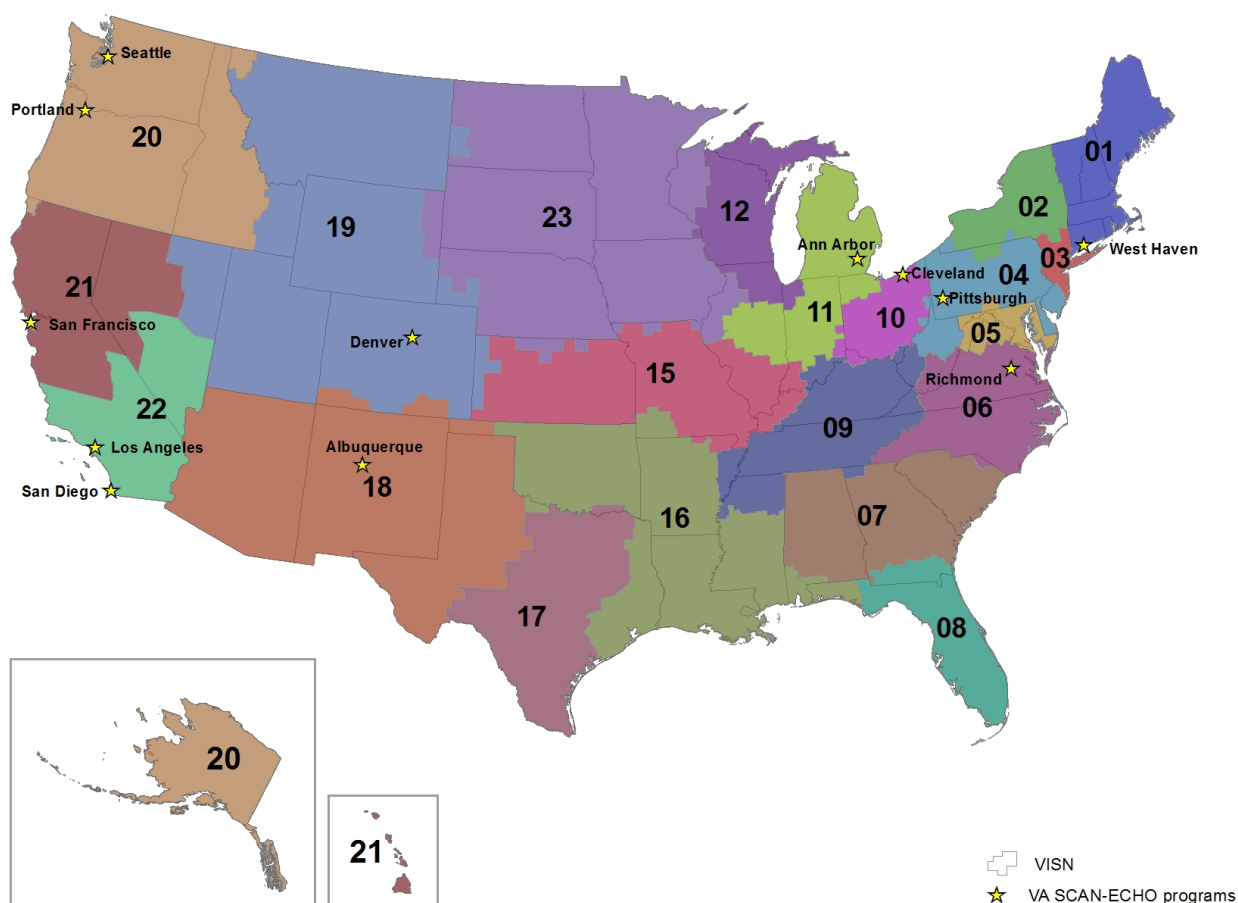 Seattle
Portland
20
01
19
23
12
02
Ann Arbor
West Haven
03
Cleveland
04
21
11
10
Pittsburgh
San Francisco
Denver
05
15
Richmond
22
09
06
Los Angeles
Albuquerque
San Diego
18
16
07
17
08
20
21
VISN
VA SCAN-ECHO programs